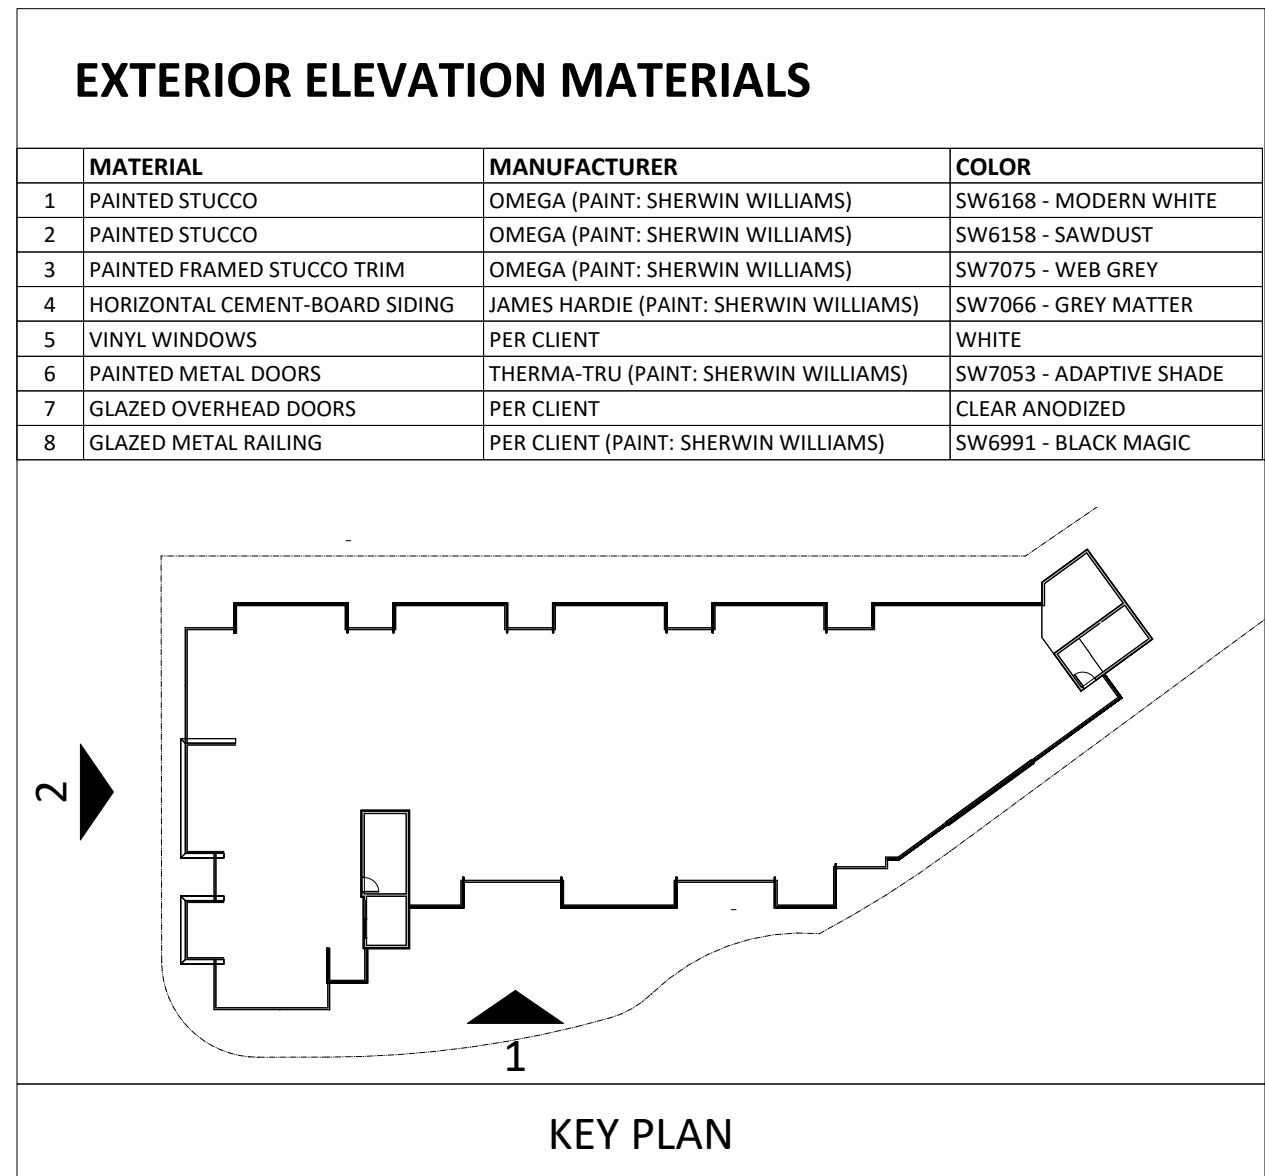 EXTERIOR ELEVATION MATERIALS
MATERIAL MANUFACTURER COLOR
1 PAINTED STUCCO OMEGA (PAINT: SHERWIN WILLIAMS) SW6168 - MODERN WHITE
2 PAINTED STUCCO OMEGA (PAINT: SHERWIN WILLIAMS) SW6158 - SAWDUST
3 PAINTED FRAMED STUCCO TRIM OMEGA (PAINT: SHERWIN WILLIAMS) SW7075 - WEB GREY
4 HORIZONTAL CEMENT-BOARD SIDING JAMES HARDIE (PAINT: SHERWIN WILLIAMS) SW7066 - GREY MATTER
5 VINYL WINDOWS PER CLIENT WHITE
6 PAINTED METAL DOORS THERMA-TRU (PAINT: SHERWIN WILLIAMS) SW7053 - ADAPTIVE SHADE
7 GLAZED OVERHEAD DOORS PER CLIENT CLEAR ANODIZED
8 GLAZED METAL RAILING PER CLIENT (PAINT: SHERWIN WILLIAMS) SW6991 - BLACK MAGIC
2
1
KEY PLAN